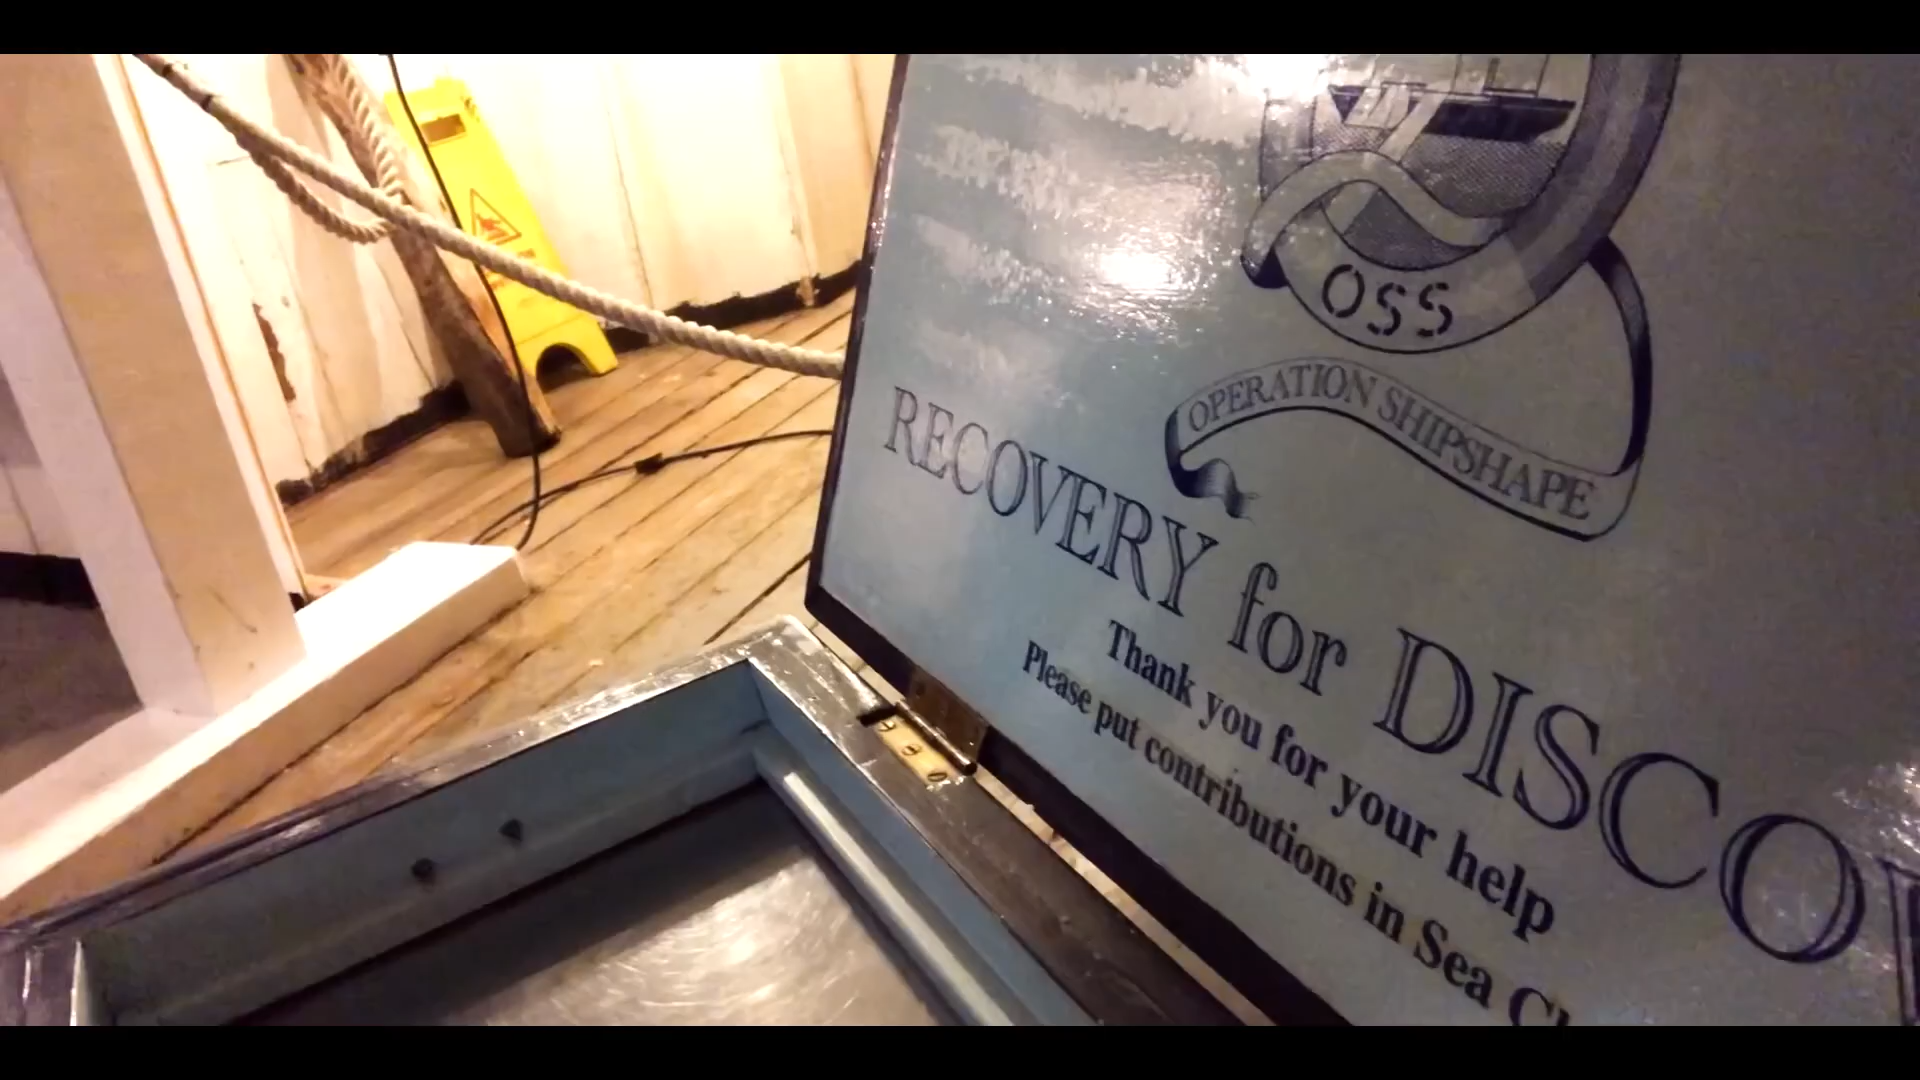 OSS
OPERATION SHIPSHAPE
RECOVERY for DISCO
Thank you for your help
Please put contributions in Sea